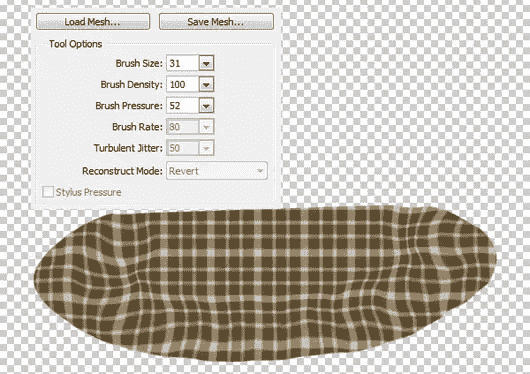 Load Mesh... Save Mesh...
Tool Options
Brush Size: 31
Brush Density: 100
Brush Pressure: 52
Brush Rate: 80
Turbulent Jitter: 50
Reconstruct Mode: Revert
Stylus Pressure